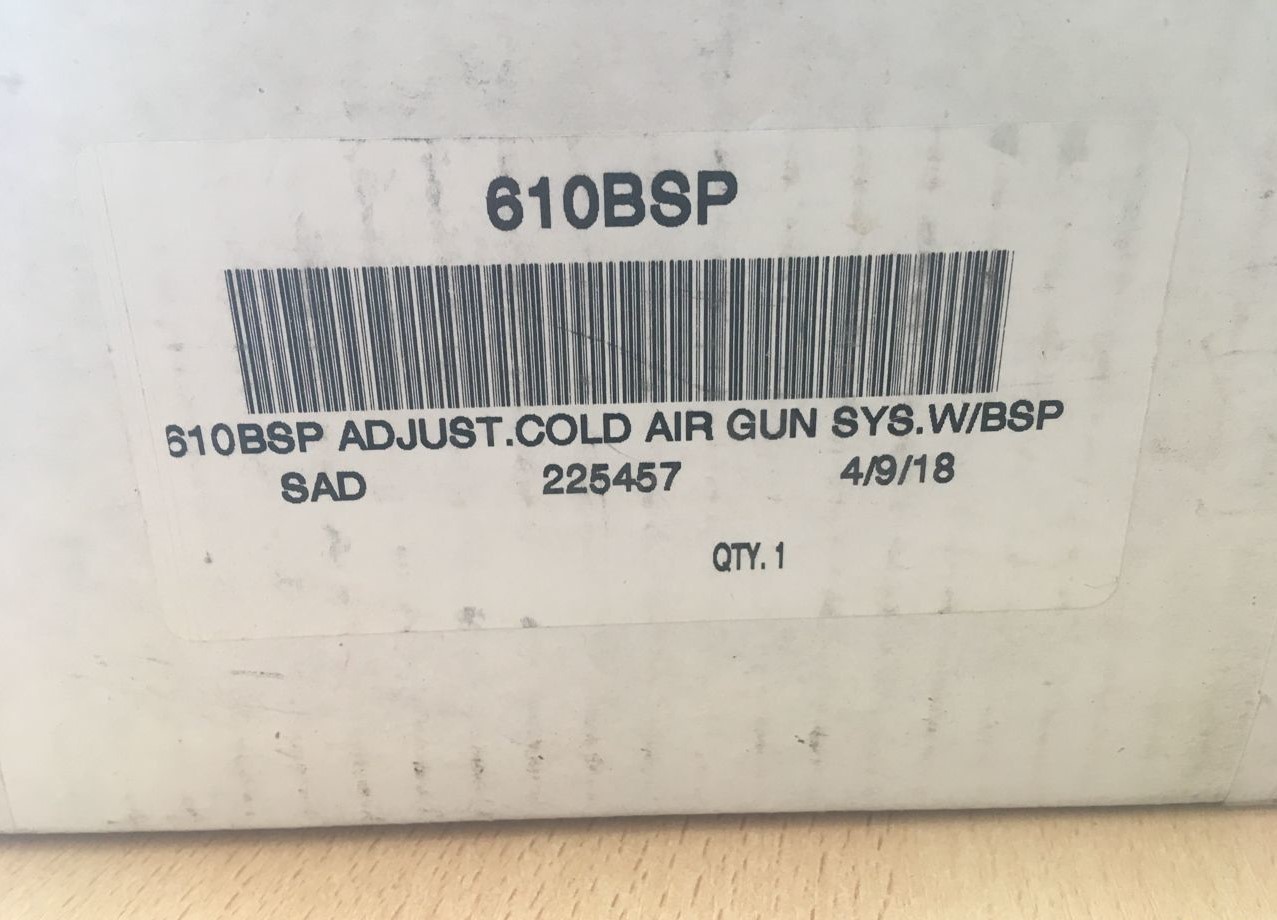 610BSP
610BSP ADJUST.COLD AIR GUN SYS.W/BSP
SAD 225457 4/9/18
QTY. 1